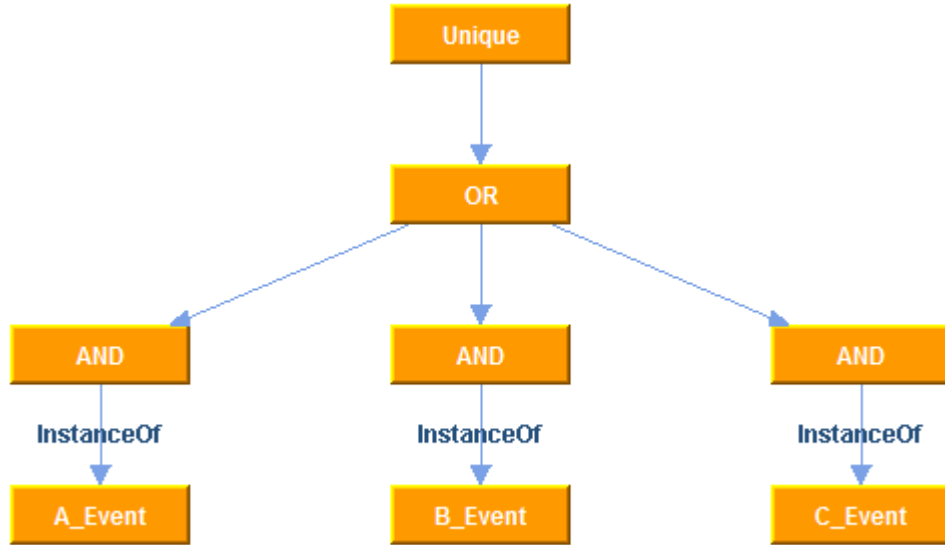 Unique
OR
AND AND AND
InstanceOf InstanceOf InstanceOf
A_Event B_Event C_Event